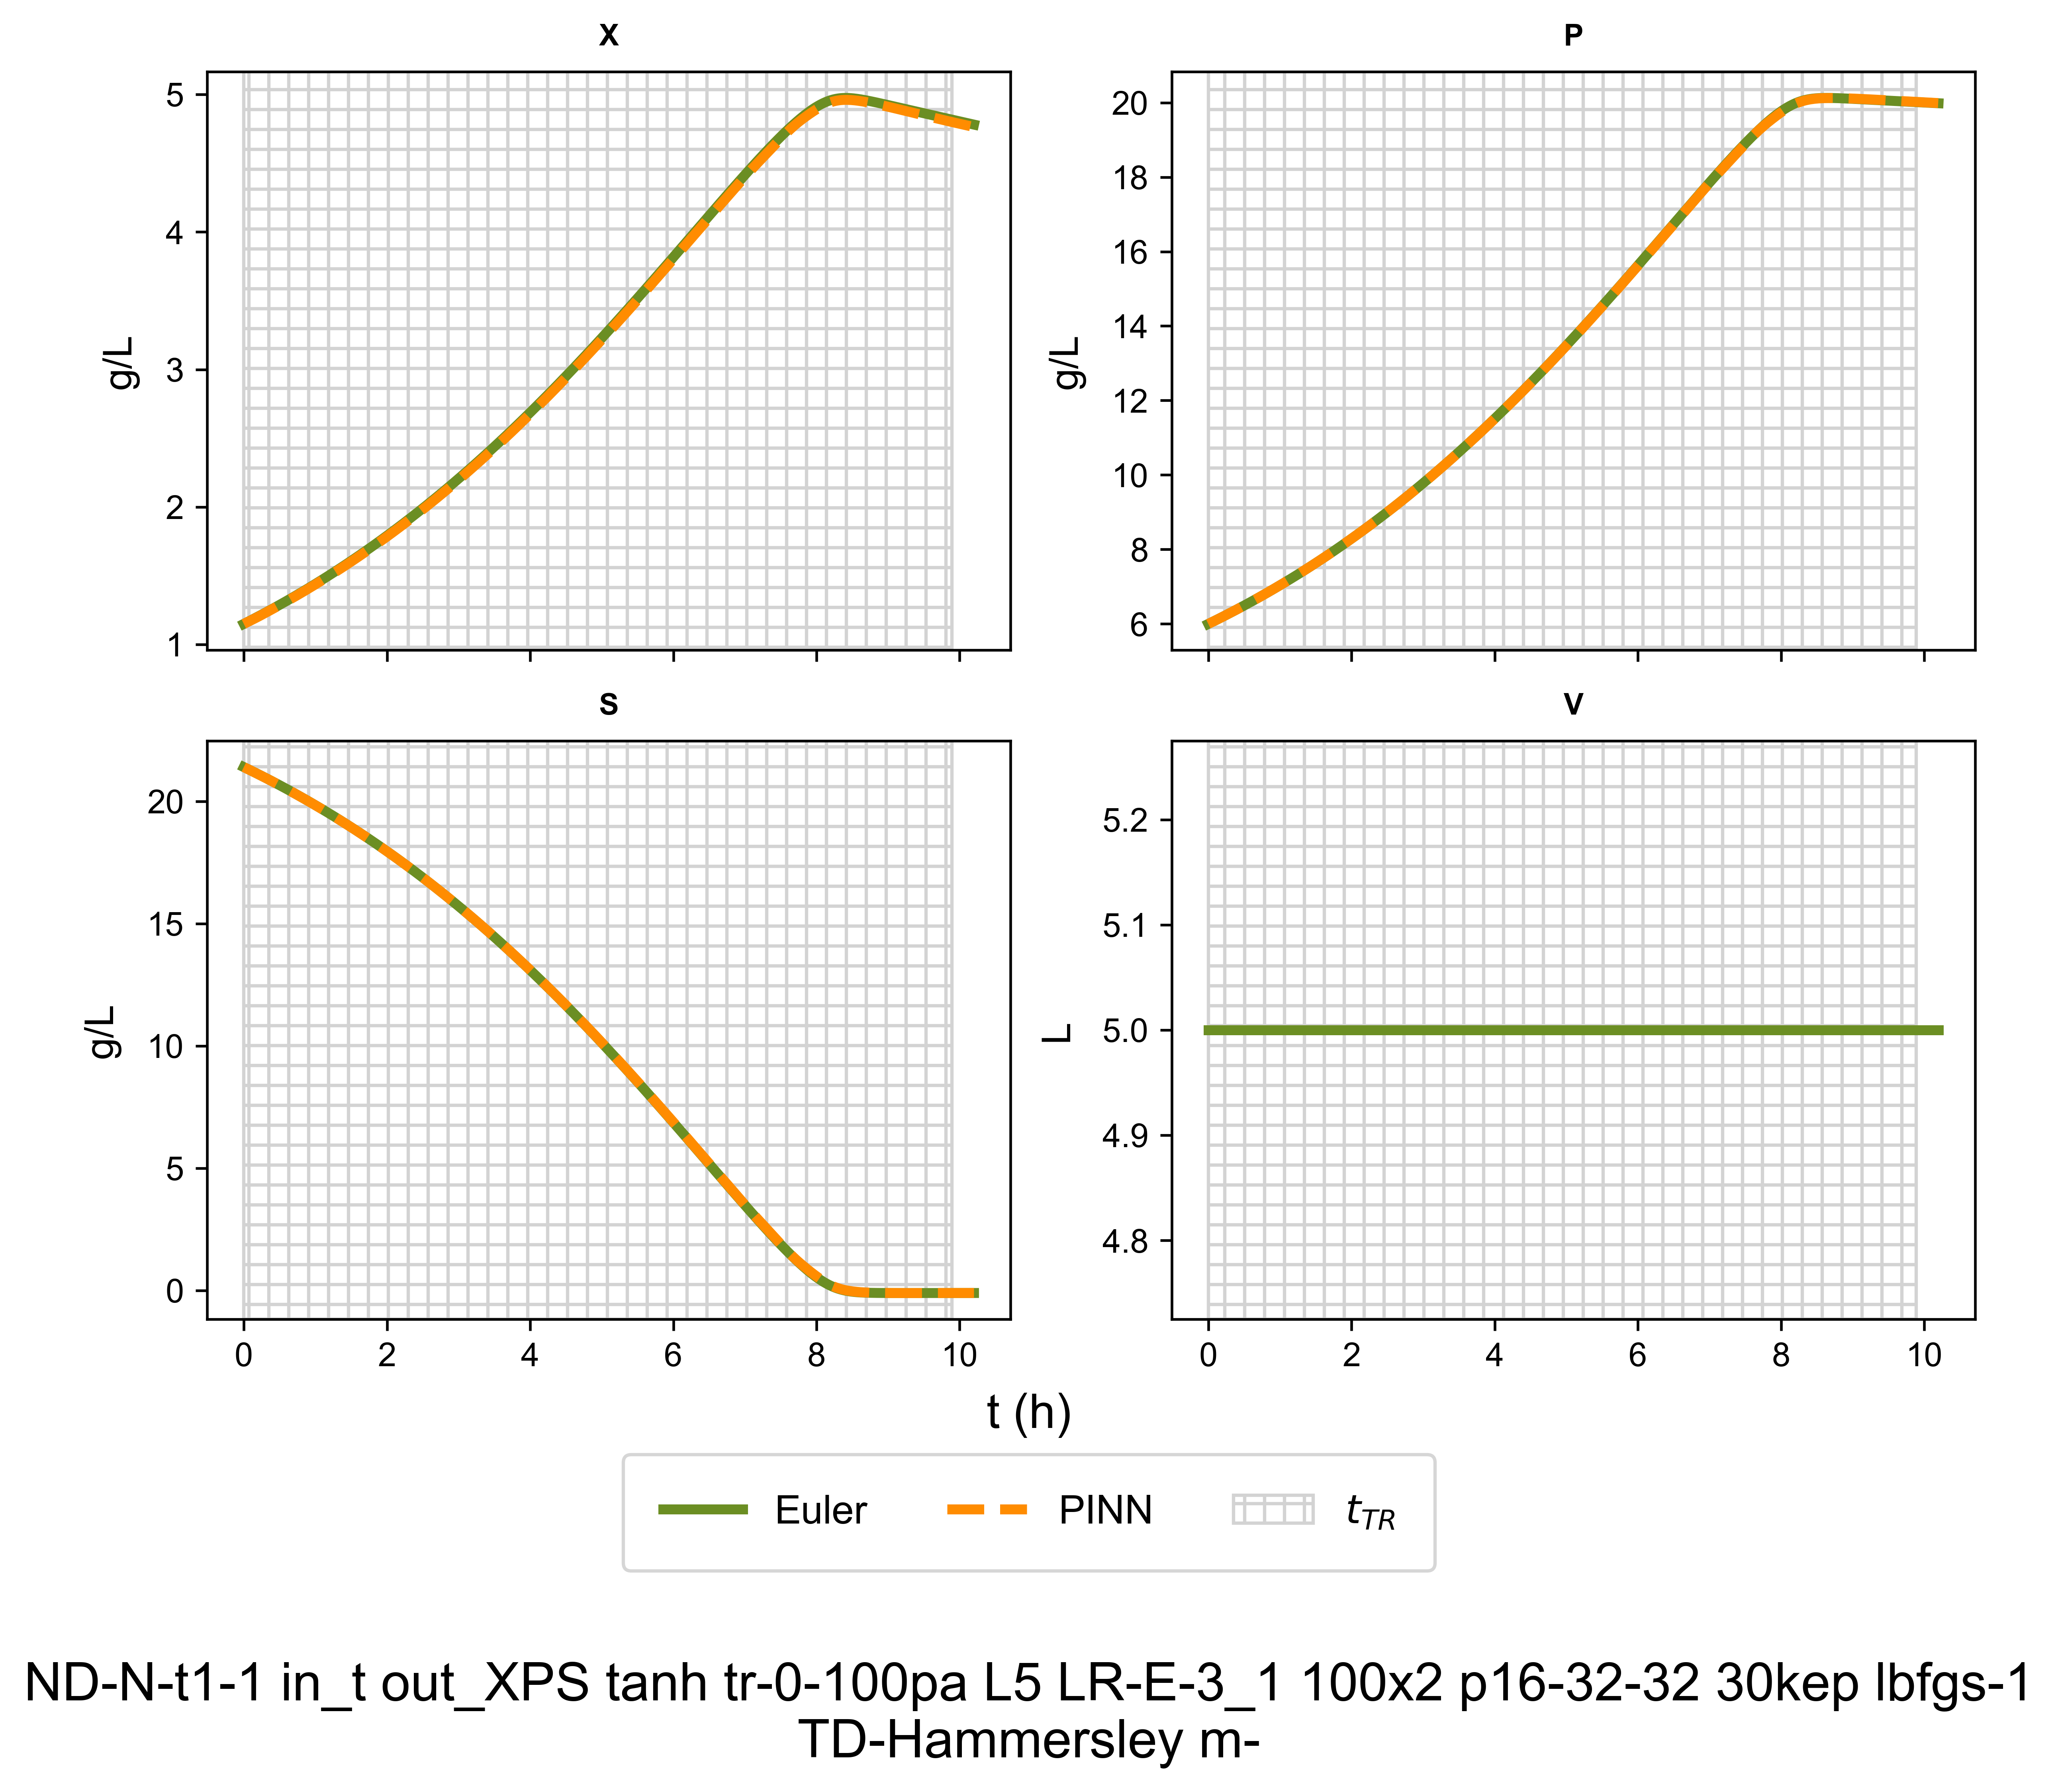 X
P
5
4
3
2
1
g/L
20
18
16
14
12
10
8
6
g/L
S
V
20
15
10
5
0
g/L
0 2 4 6 8 10
5.2
5.1
5.0
4.9
4.8
L
0 2 4 6 8 10
t (h)
Euler PINN t_TR
ND-N-t1-1 in_t out_XPS tanh tr-0-100pa L5 LR-E-3_1 100x2 p16-32-32 30kep lbfgs-1
TD-Hammersley m-